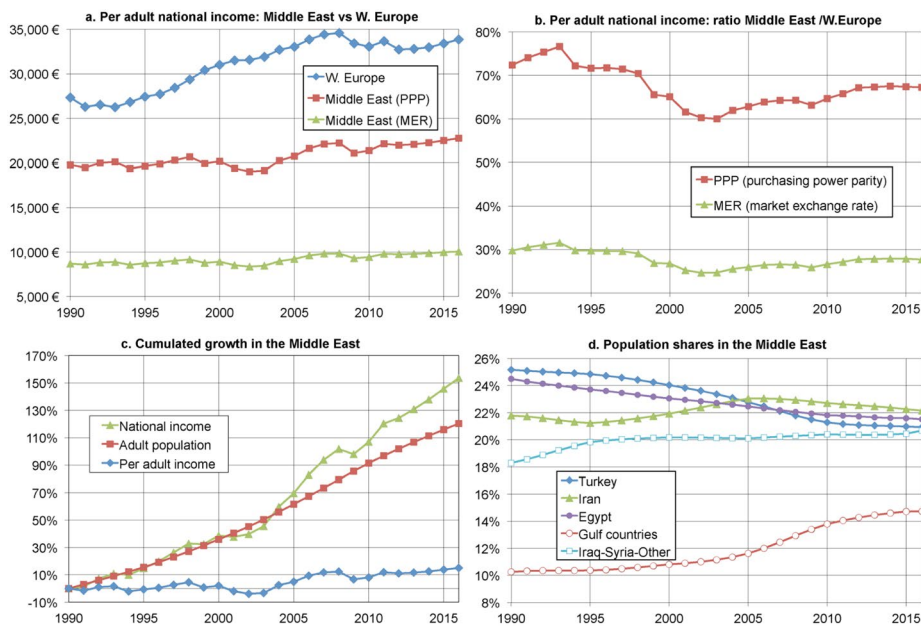 a. Per adult national income: Middle East vs W. Europe
35,000 €
30,000 €
25,000 €
20,000 €
15,000 €
10,000 €
5,000 €
W. Europe
Middle East (PPP)
Middle East (MER)
1990 1995 2000 2005 2010 2015
b. Per adult national income: ratio Middle East /W.Europe
80%
70%
60%
50%
40%
30%
20%
PPP (purchasing power parity)
MER (market exchange rate)
1990 1995 2000 2005 2010 2015
c. Cumulated growth in the Middle East
170%
150%
130%
110%
90%
70%
50%
30%
10%
-10%
National income
Adult population
Per adult income
1990 1995 2000 2005 2010 2015
d. Population shares in the Middle East
26%
24%
22%
20%
18%
16%
14%
12%
10%
8%
Turkey
Iran
Egypt
Gulf countries
Iraq-Syria-Other
1990 1995 2000 2005 2010 2015